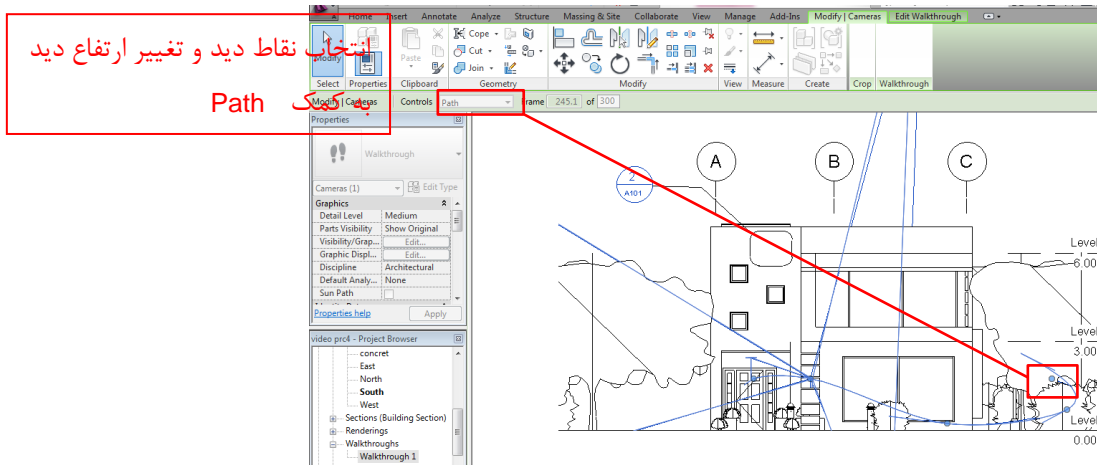 Home Insert Annotate Analyze Structure Massing & Site Collaborate View Manage Add-Ins Modify | Cameras Edit Walkthrough
انتخاب نقاط دید و تغییر ارتفاع دید
به کمک Path
Modify Paste Cope Cut Join
Select Properties Geometry Modify View Measure Create Crop Walkthrough
Modify | Cameras Controls Path Frame 245.1 of 300
Properties
Walkthrough
Cameras (1) Edit Type
Graphics
Detail Level Medium
Parts Visibility Show Original
Visibility/Grap... Edit...
Graphic Displ... Edit...
Discipline Architectural
Default Analy... None
Sun Path
Properties help Apply
video prc4 - Project Browser
concret
East
North
South
West
Sections (Building Section)
Renderings
Walkthroughs
Walkthrough 1
A B C
2
A101
Level
6.00
Level
3.00
Level
0.00